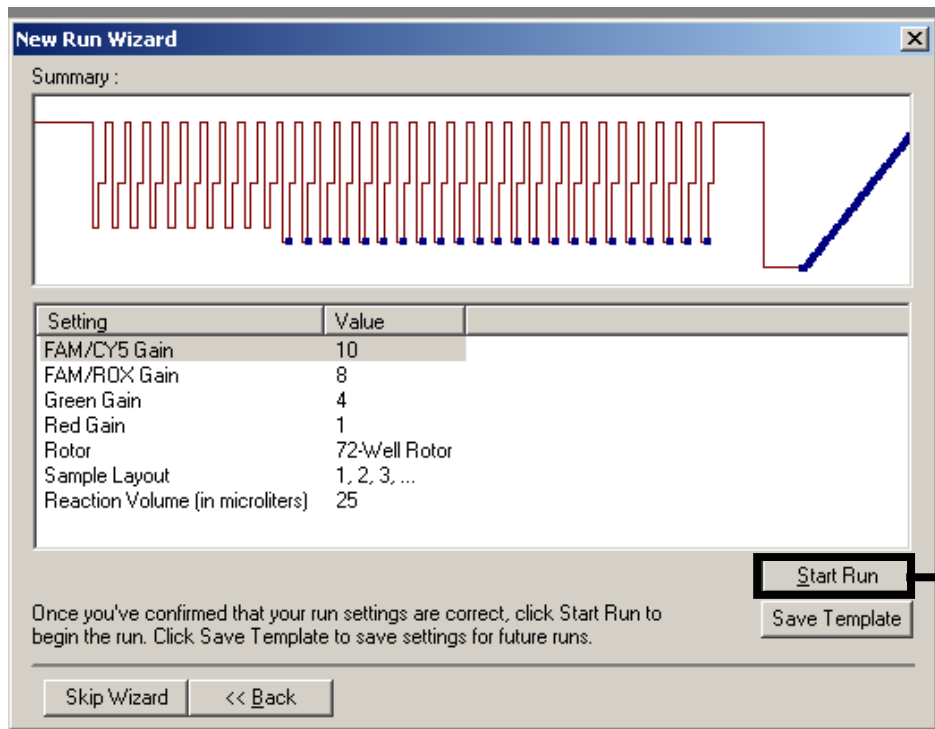 New Run Wizard
Summary :
Setting Value
FAM/CY5 Gain 10
FAM/ROX Gain 8
Green Gain 4
Red Gain 1
Rotor 72-Well Rotor
Sample Layout 1, 2, 3, ...
Reaction Volume (in microliters) 25
Start Run
Once you've confirmed that your run settings are correct, click Start Run to
begin the run. Click Save Template to save settings for future runs.
Save Template
Skip Wizard << Back